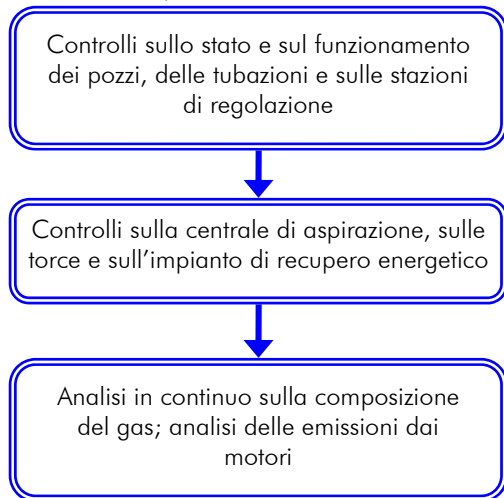 Controlli sullo stato e sul funzionamento
dei pozzi, delle tubazioni e sulle stazioni
di regolazione
Controlli sulla centrale di aspirazione, sulle
torce e sull'impianto di recupero energetico
Analisi in continuo sulla composizione
del gas; analisi delle emissioni dai
motori